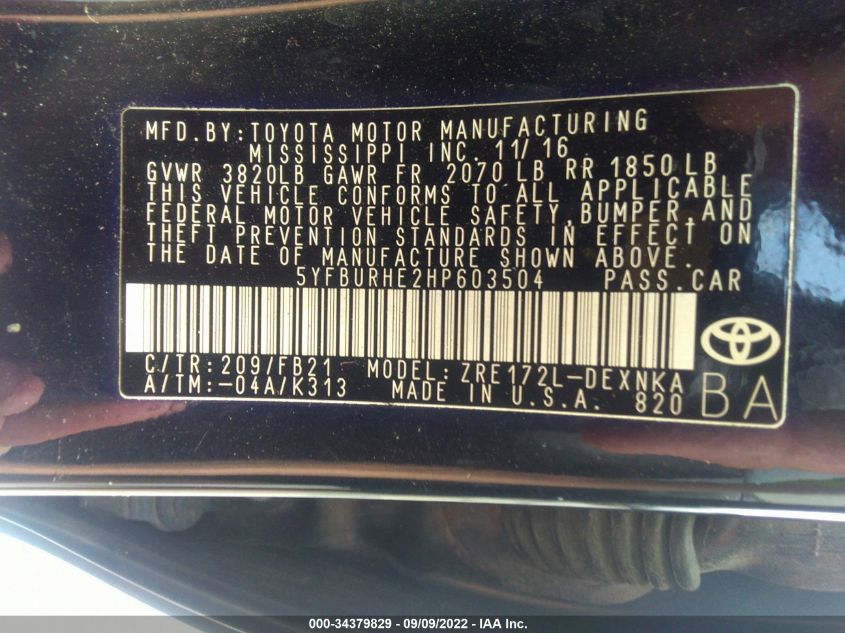 MFD.BY:TOYOTA MOTOR MANUFACTURING
MISSISSIPPI, INC. 11/16
GVWR 3820LB GAWR FR 2070LB RR 1850LB
THIS VEHICLE CONFORMS TO ALL APPLICABLE
FEDERAL MOTOR VEHICLE SAFETY, BUMPER, AND
THEFT PREVENTION STANDARDS IN EFFECT ON
THE DATE OF MANUFACTURE SHOWN ABOVE.
5YFBURHE2HP603504 PASS.CAR
C/TR:209/FB21 MODEL:ZRE172L-DEXNKA
A/TM:-04A/K313 MADE IN U.S.A. 820
BA
000-34379829 - 09/09/2022 - IAA Inc.